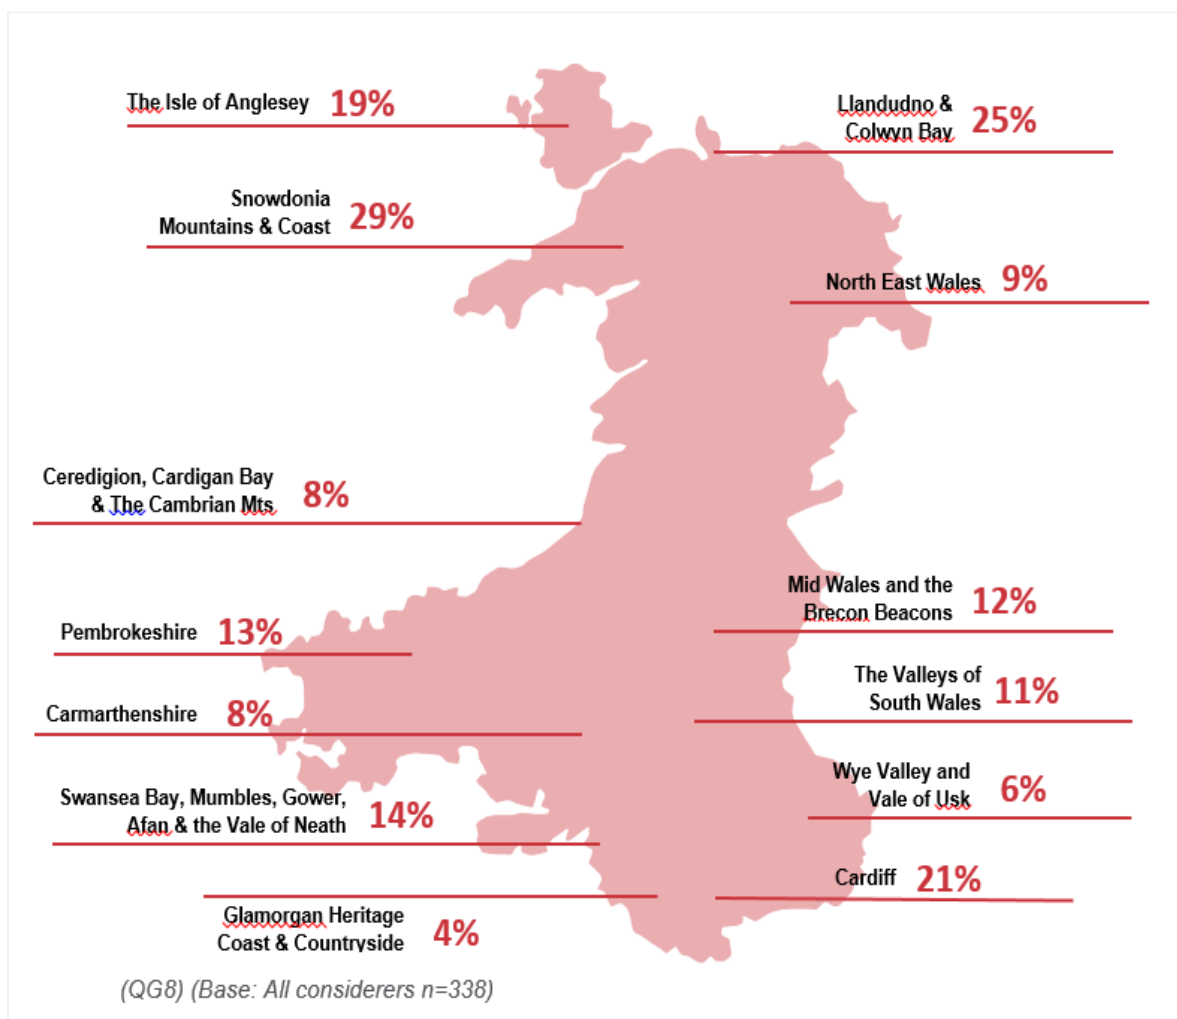 The Isle of Anglesey 19%
Llandudno &
Colwyn Bay 25%
Snowdonia
Mountains & Coast 29%
North East Wales 9%
Ceredigion, Cardigan Bay
& The Cambrian Mts 8%
Mid Wales and the
Brecon Beacons 12%
Pembrokeshire 13%
The Valleys of
South Wales 11%
Carmarthenshire 8%
Wye Valley and
Vale of Usk 6%
Swansea Bay, Mumbles, Gower,
Afan & the Vale of Neath 14%
Cardiff 21%
Glamorgan Heritage
Coast & Countryside 4%
(QG8) (Base: All considerers n=338)